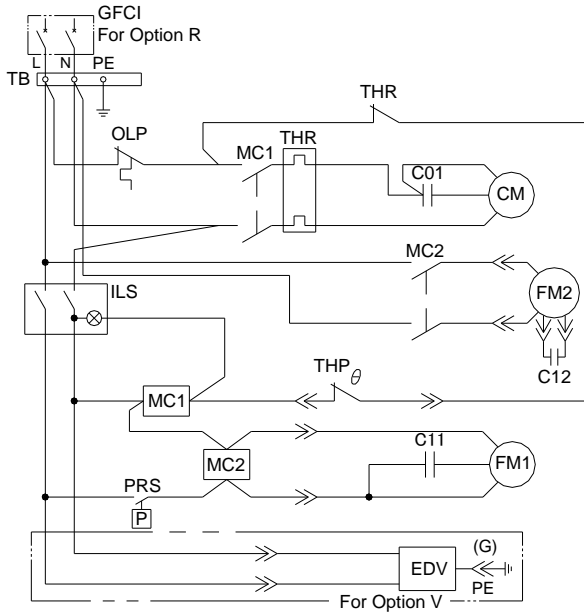 GFCI
For Option R
L N PE
TB
THR
OLP
MC1
THR
C01
CM
MC2
ILS
FM2
C12
THP θ
MC1
C11
MC2
FM1
PRS
P
(G)
EDV
PE
For Option V